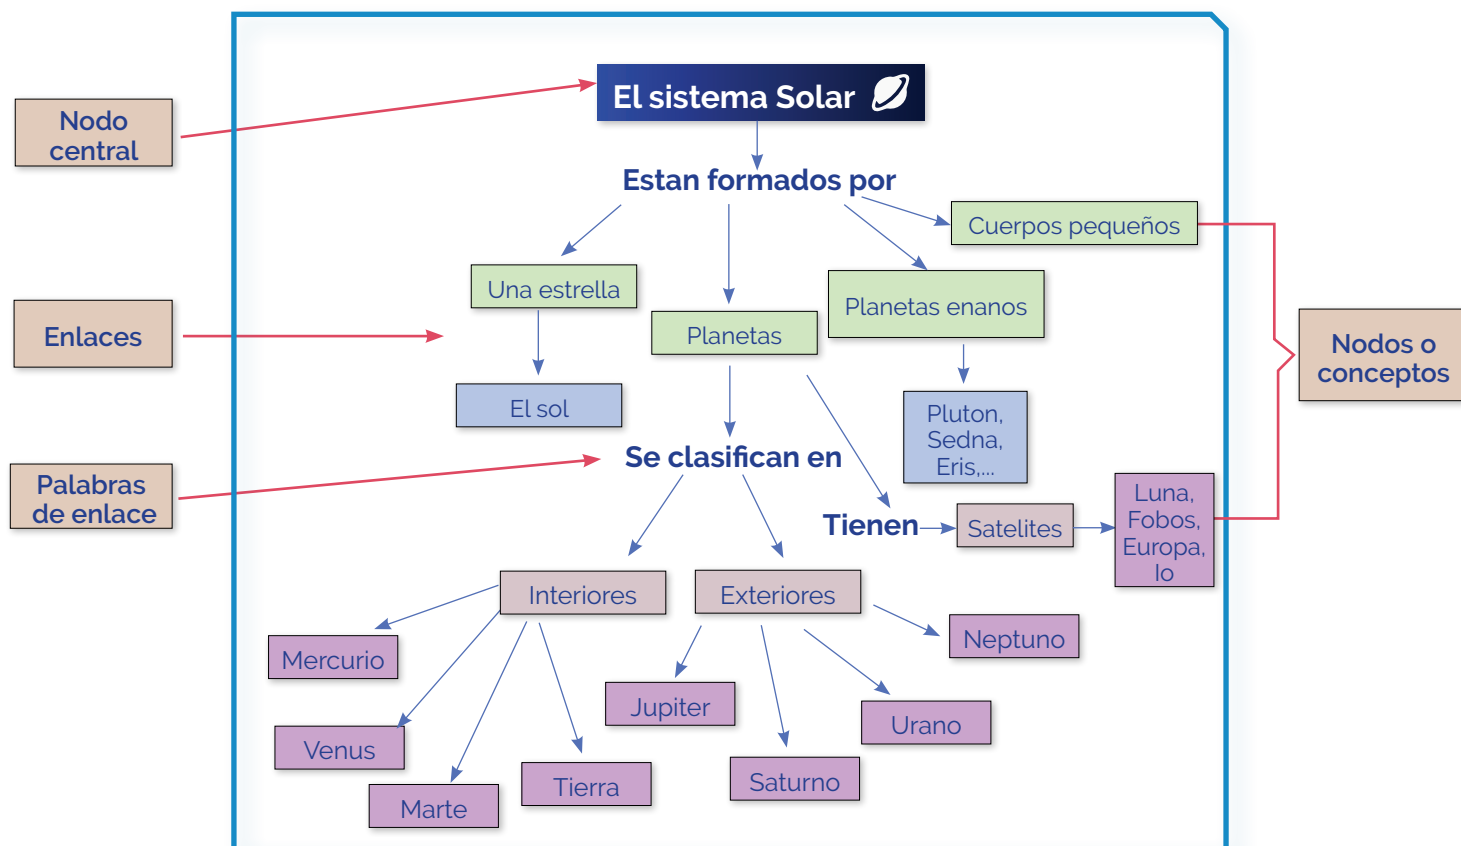 El sistema Solar
Nodo
central
Estan formados por
Cuerpos pequeños
Una estrella
Planetas enanos
Enlaces
Planetas
Nodos o
conceptos
El sol
Pluton,
Sedna,
Eris,...
Se clasifican en
Palabras
de enlace
Tienen
Satelites
Luna,
Fobos,
Europa,
Io
Interiores
Exteriores
Mercurio
Neptuno
Jupiter
Urano
Venus
Tierra
Saturno
Marte